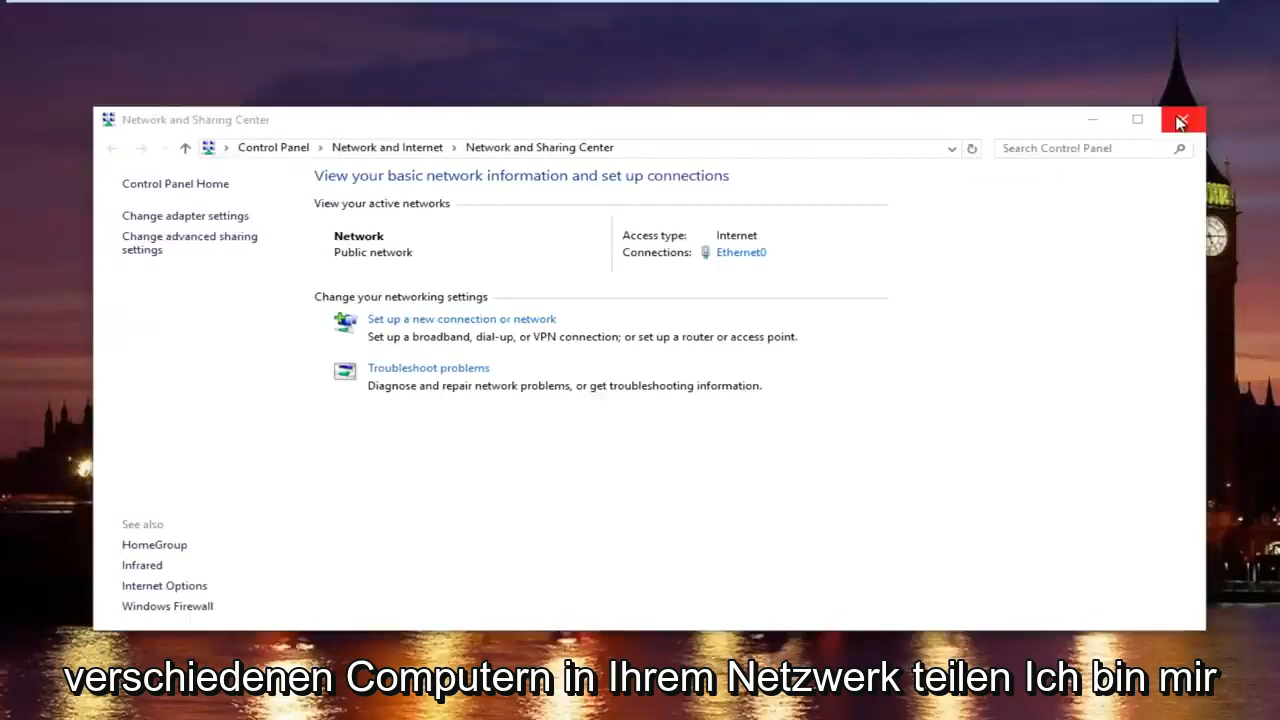 Network and Sharing Center
Control Panel > Network and Internet > Network and Sharing Center
Search Control Panel
Control Panel Home
Change adapter settings
Change advanced sharing
settings
View your basic network information and set up connections
View your active networks
Network
Public network
Access type: Internet
Connections: Ethernet0
Change your networking settings
Set up a new connection or network
Set up a broadband, dial-up, or VPN connection; or set up a router or access point.
Troubleshoot problems
Diagnose and repair network problems, or get troubleshooting information.
See also
HomeGroup
Infrared
Internet Options
Windows Firewall
verschiedenen Computern in Ihrem Netzwerk teilen Ich bin mir